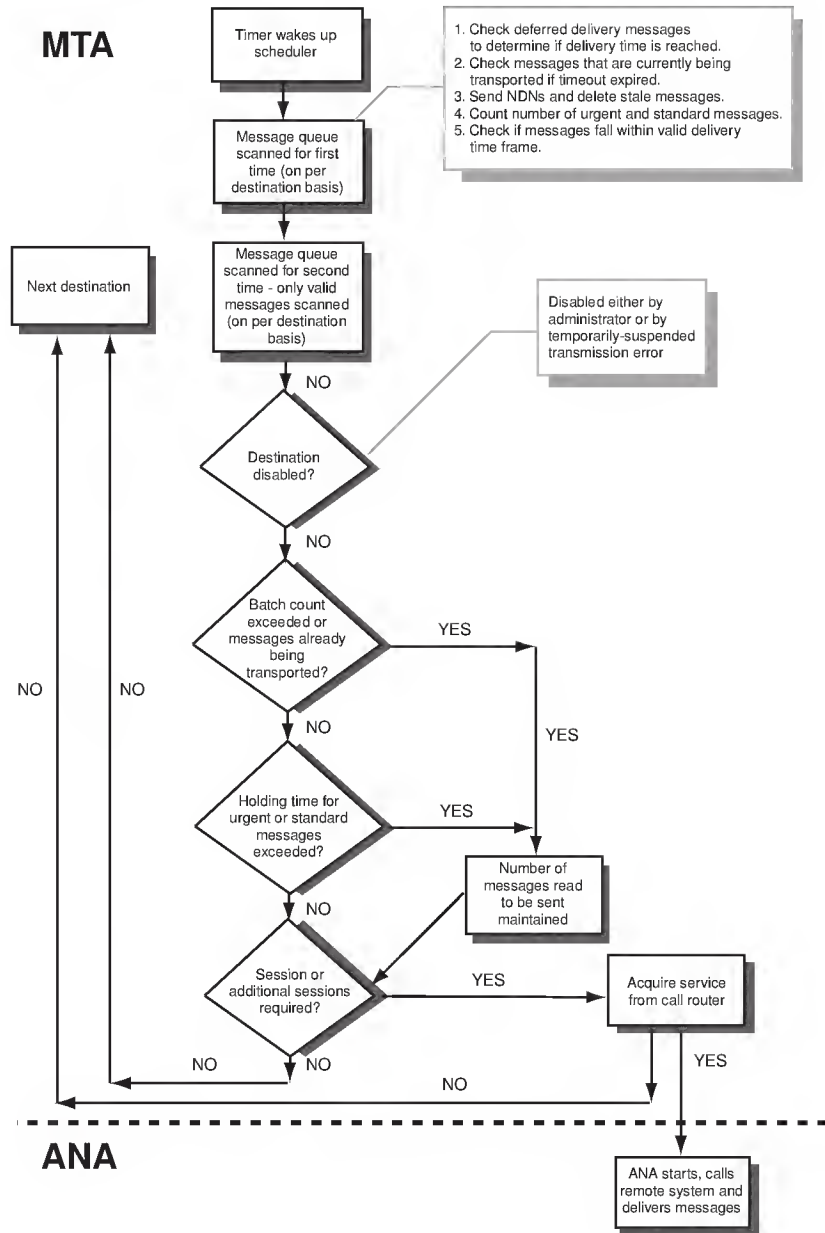 MTA
Timer wakes up
scheduler
1. Check deferred delivery messages
to determine if delivery time is reached.
2. Check messages that are currently being
transported if timeout expired.
3. Send NDNs and delete stale messages.
4. Count number of urgent and standard messages.
5. Check if messages fall within valid delivery
time frame.
Message queue
scanned for first
time (on per
destination basis)
Message queue
scanned for second
time - only valid
messages scanned
(on per destination
basis)
Next destination
Disabled either by
administrator or by
temporarily-suspended
transmission error
NO
Destination
disabled?
NO
Batch count
exceeded or
messages already
being
transported?
YES
NO
NO
NO
YES
Holding time for
urgent or standard
messages
exceeded?
YES
Number of
messages read
to be sent
maintained
NO
Session or
additional sessions
required?
YES
Acquire service
from call router
NO
NO
NO
YES
ANA
ANA starts, calls
remote system and
delivers messages